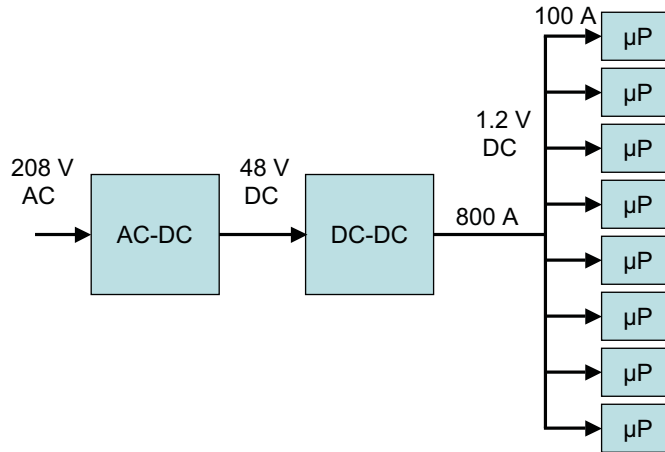 208 V
AC
AC-DC
48 V
DC
DC-DC
800 A
1.2 V
DC
100 A
µP
µP
µP
µP
µP
µP
µP
µP